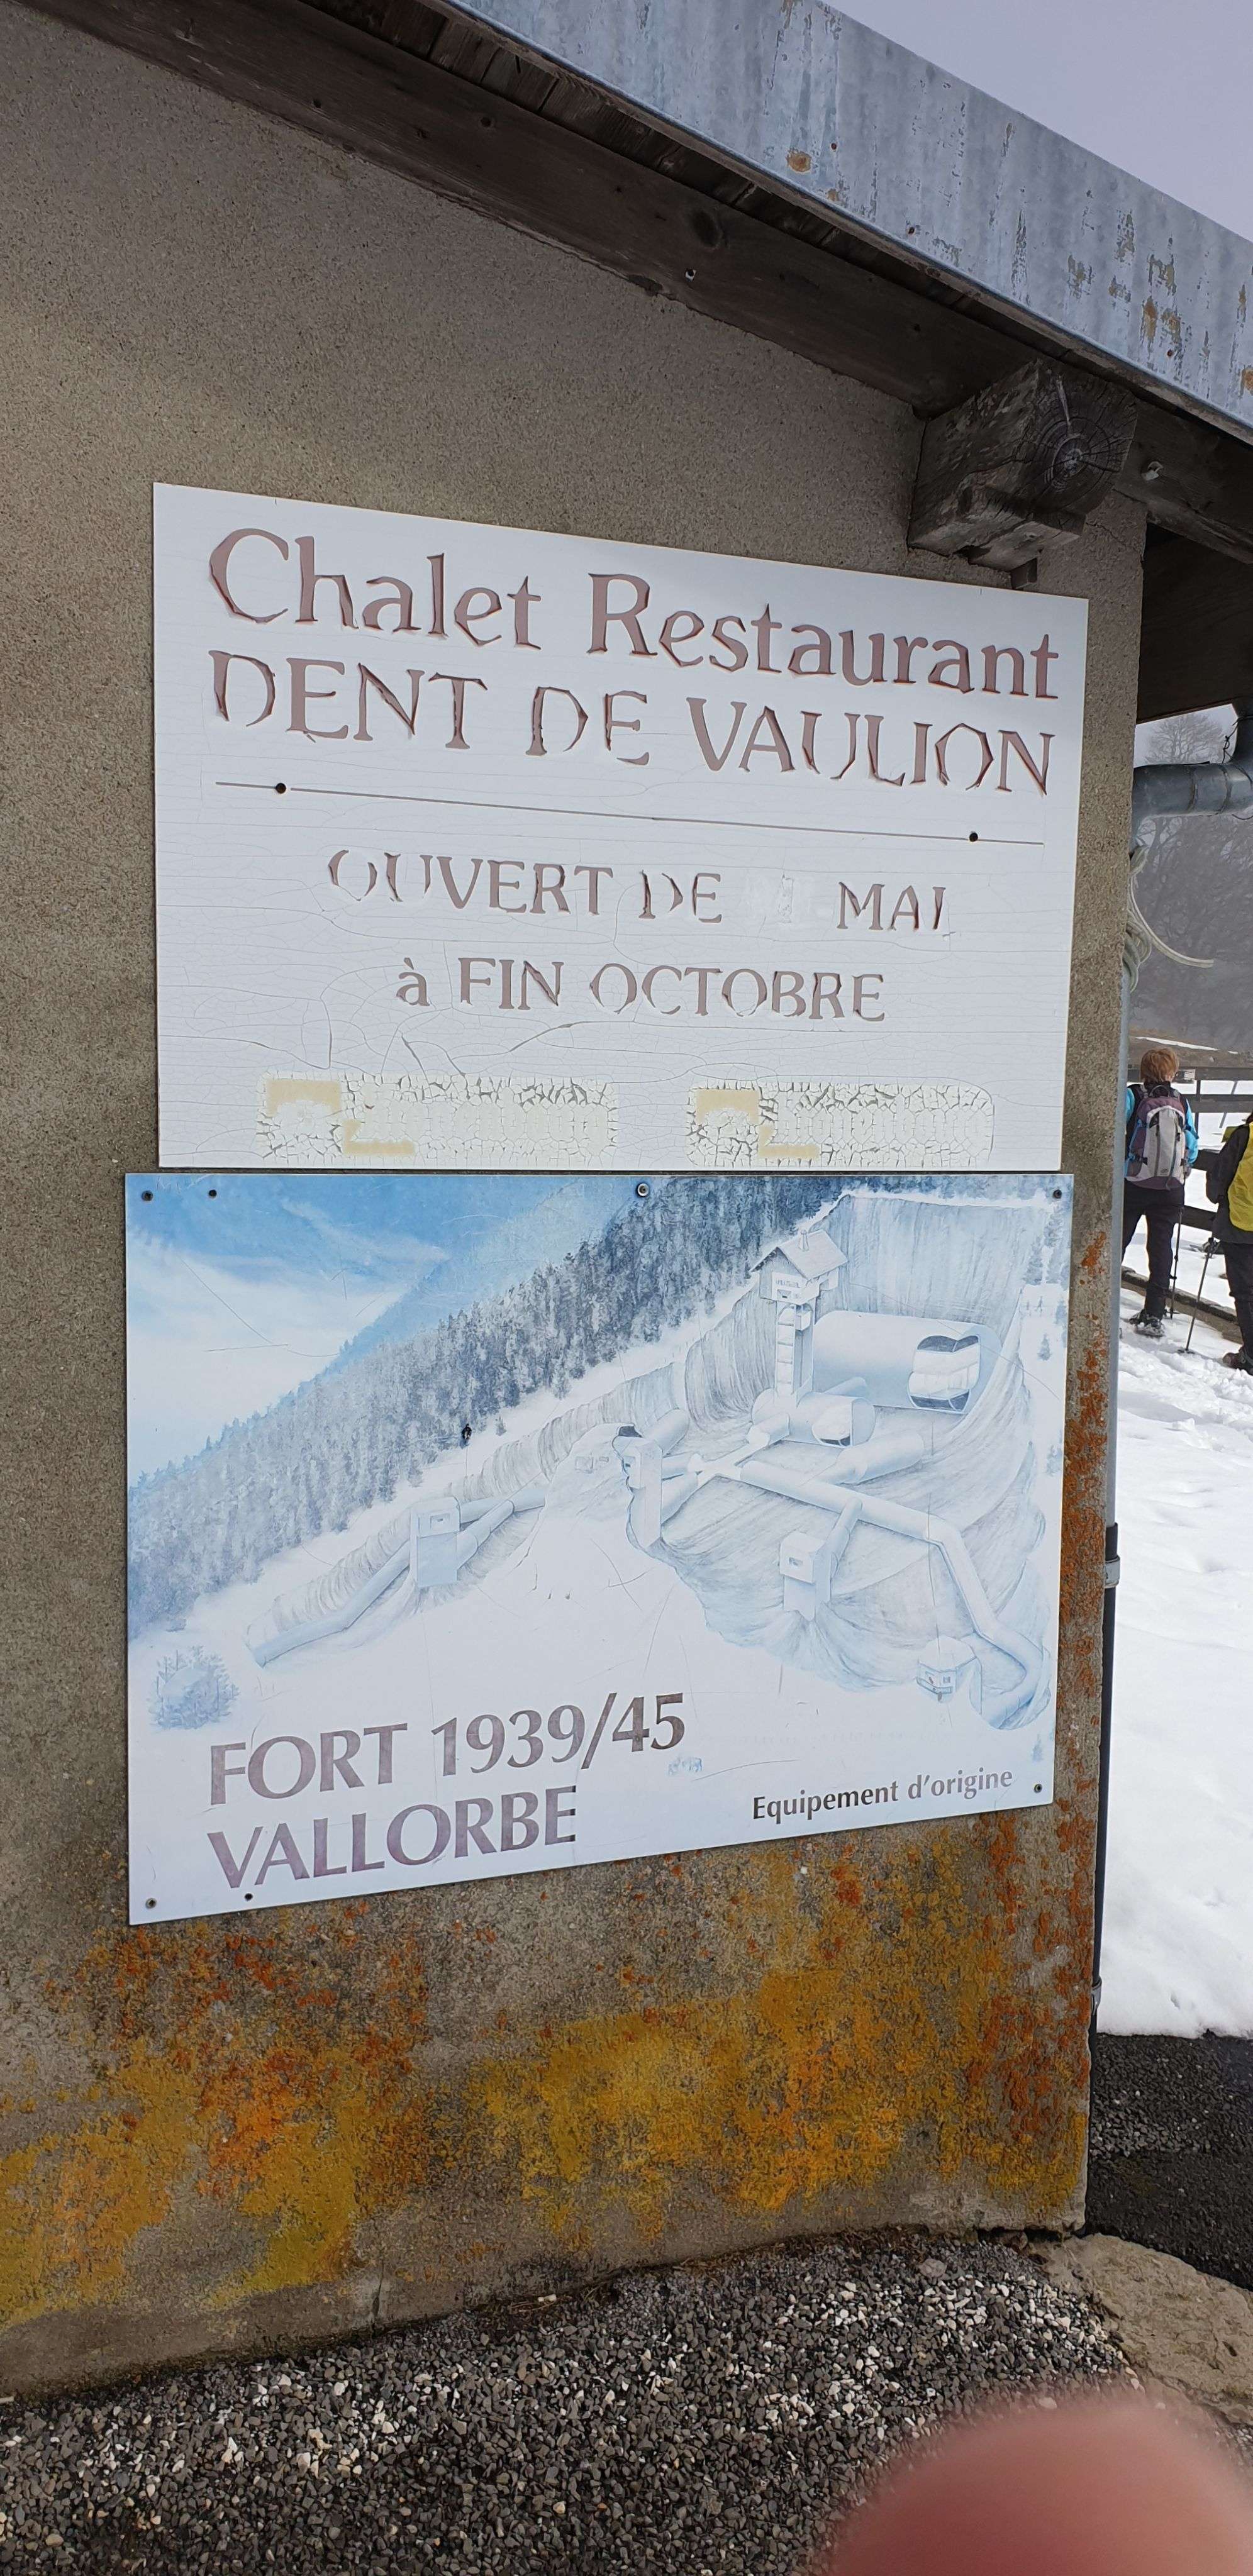 Chalet Restaurant
DENT DE VAULION
OUVERT DE MAI
à FIN OCTOBRE
FORT 1939/45
VALLORBE
Equipement d'origine